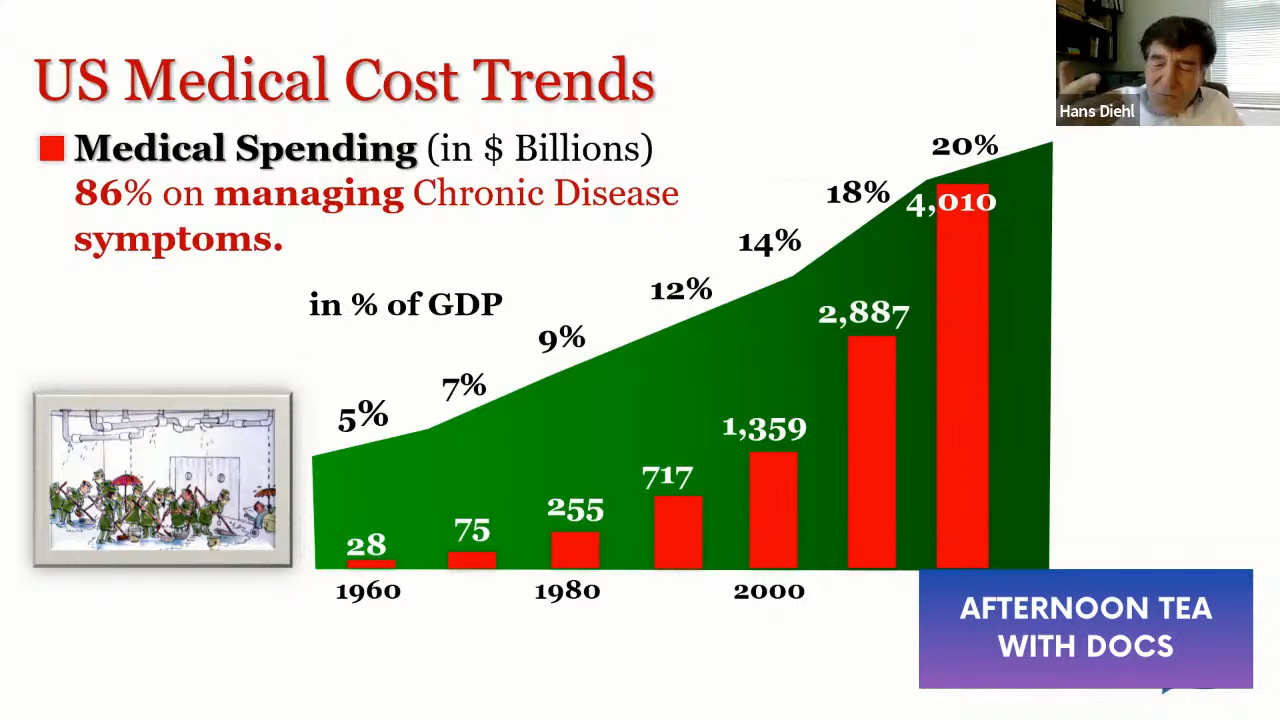 US Medical Cost Trends
Hans Diehl
Medical Spending (in $ Billions)
86% on managing Chronic Disease
symptoms.
in % of GDP
5%
7%
9%
12%
14%
18%
20%
28
75
255
717
1,359
2,887
4,010
1960
1980
2000
AFTERNOON TEA
WITH DOCS